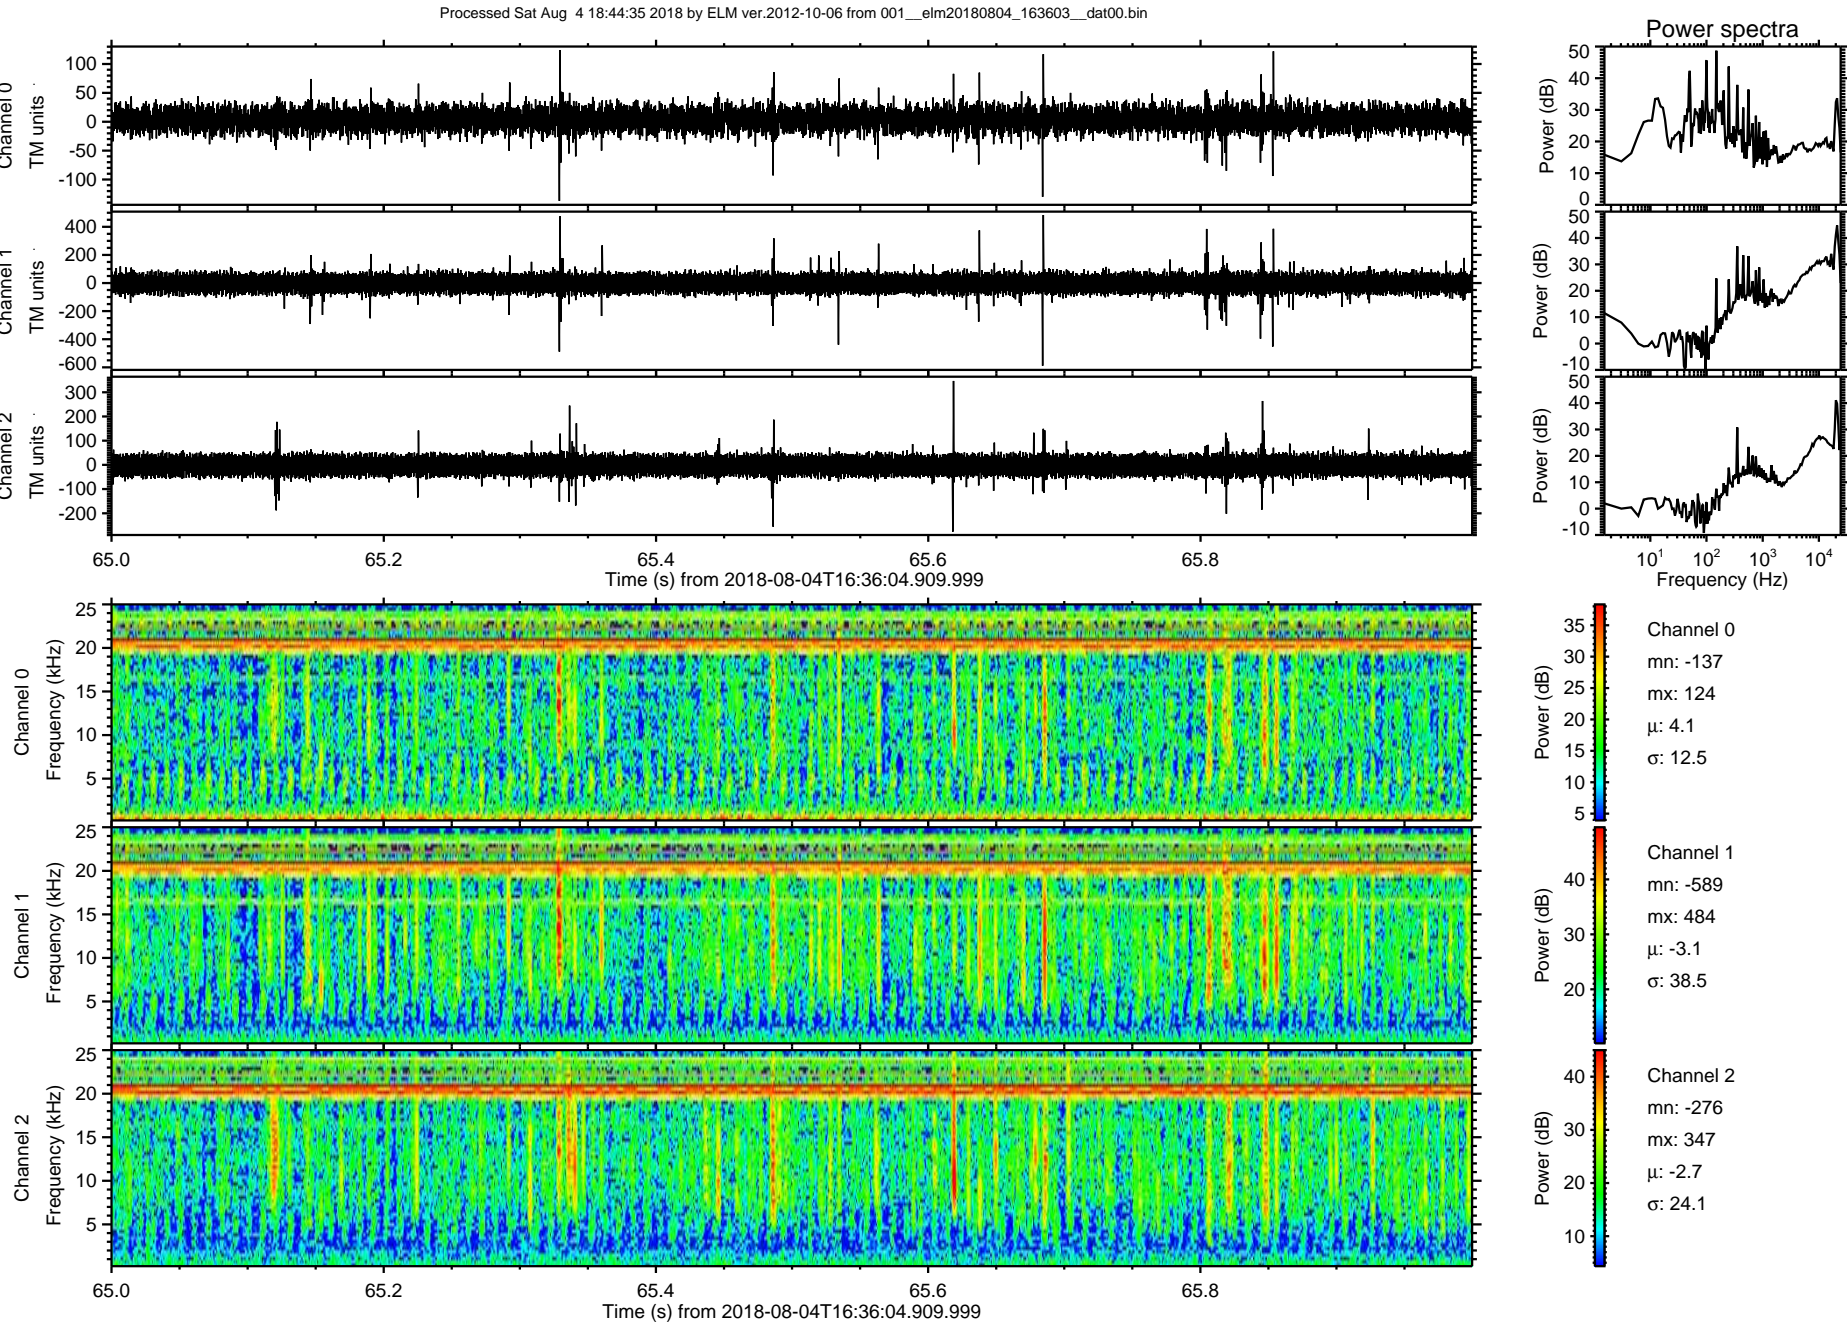 Processed Sat Aug  4 18:44:35 2018 by ELM ver.2012-10-06 from 001__elm20180804_163603__dat00.bin
Power spectra
Channel 0
TM units
100
50
0
-50
-100
Power (dB)
50
40
30
20
10
0
Channel 1
TM units
400
200
0
-200
-400
-600
Power (dB)
50
40
30
20
10
0
-10
Channel 2
TM units
300
200
100
0
-100
-200
Power (dB)
50
40
30
20
10
0
-10
65.0 65.2 65.4 65.6 65.8
Time (s) from 2018-08-04T16:36:04.909.999
10¹ 10² 10³ 10⁴
Frequency (Hz)
Channel 0
Frequency (kHz)
25
20
15
10
5
Power (dB)
35
30
25
20
15
10
5
Channel 0
mn: -137
mx: 124
μ: 4.1
σ: 12.5
Channel 1
Frequency (kHz)
25
20
15
10
5
Power (dB)
40
30
20
Channel 1
mn: -589
mx: 484
μ: -3.1
σ: 38.5
Channel 2
Frequency (kHz)
25
20
15
10
5
Power (dB)
40
30
20
10
Channel 2
mn: -276
mx: 347
μ: -2.7
σ: 24.1
65.0 65.2 65.4 65.6 65.8
Time (s) from 2018-08-04T16:36:04.909.999